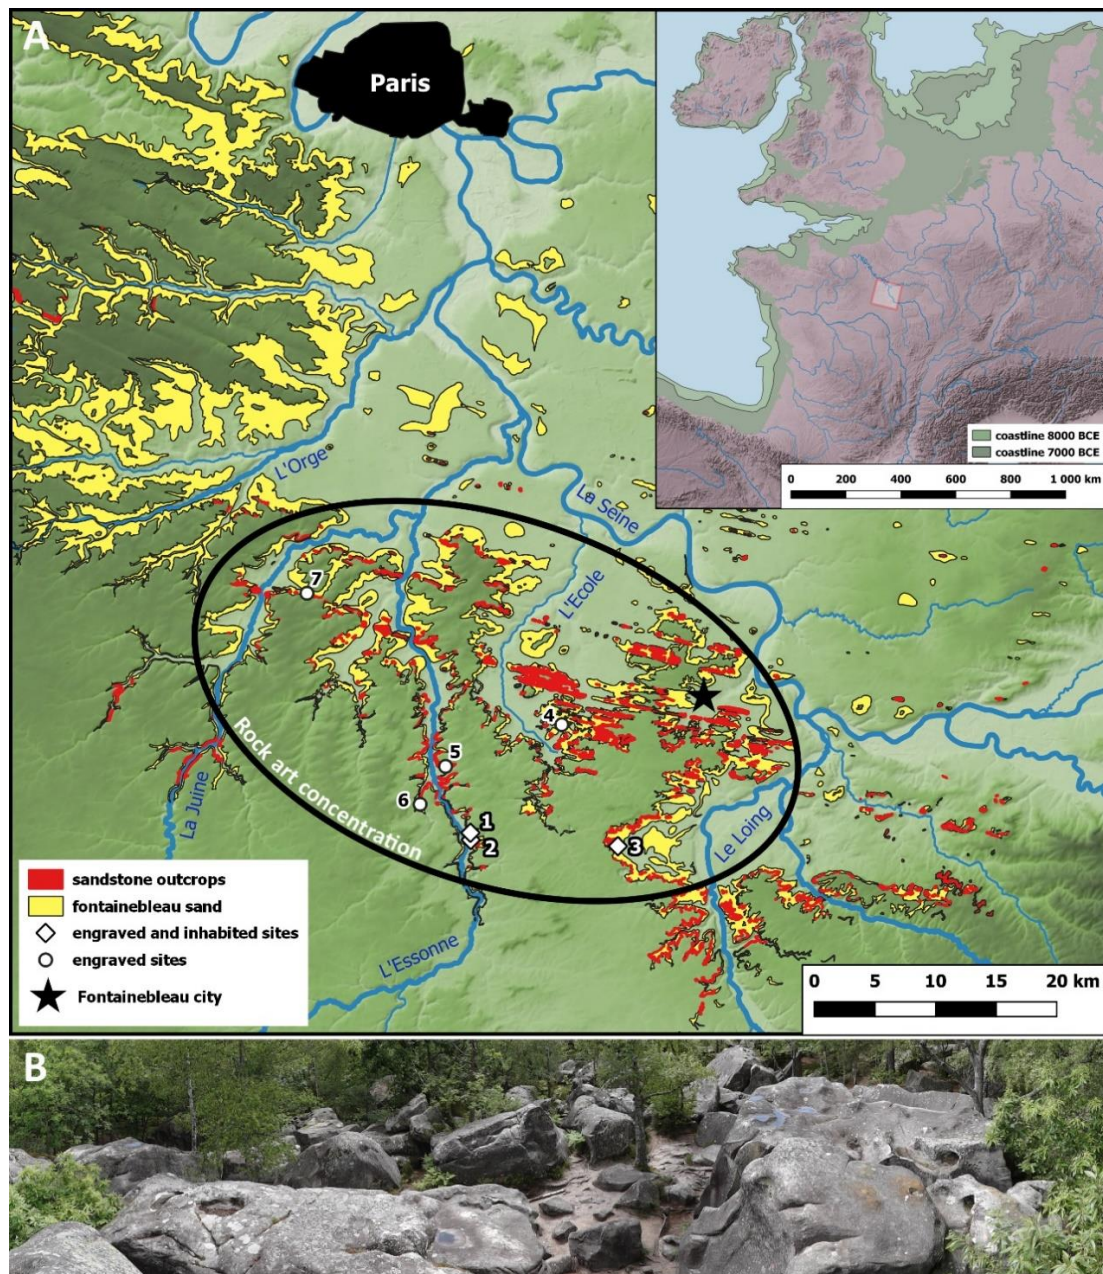 A
Paris
coastline 8000 BCE
coastline 7000 BCE
0 200 400 600 800 1 000 km
L'Orge
La Seine
L'Ecole
7
4
5
6
1
2
3
Rock art concentration
La Juine
Le Loing
L'Essonne
sandstone outcrops
fontainebleau sand
engraved and inhabited sites
engraved sites
Fontainebleau city
0 5 10 15 20 km
B